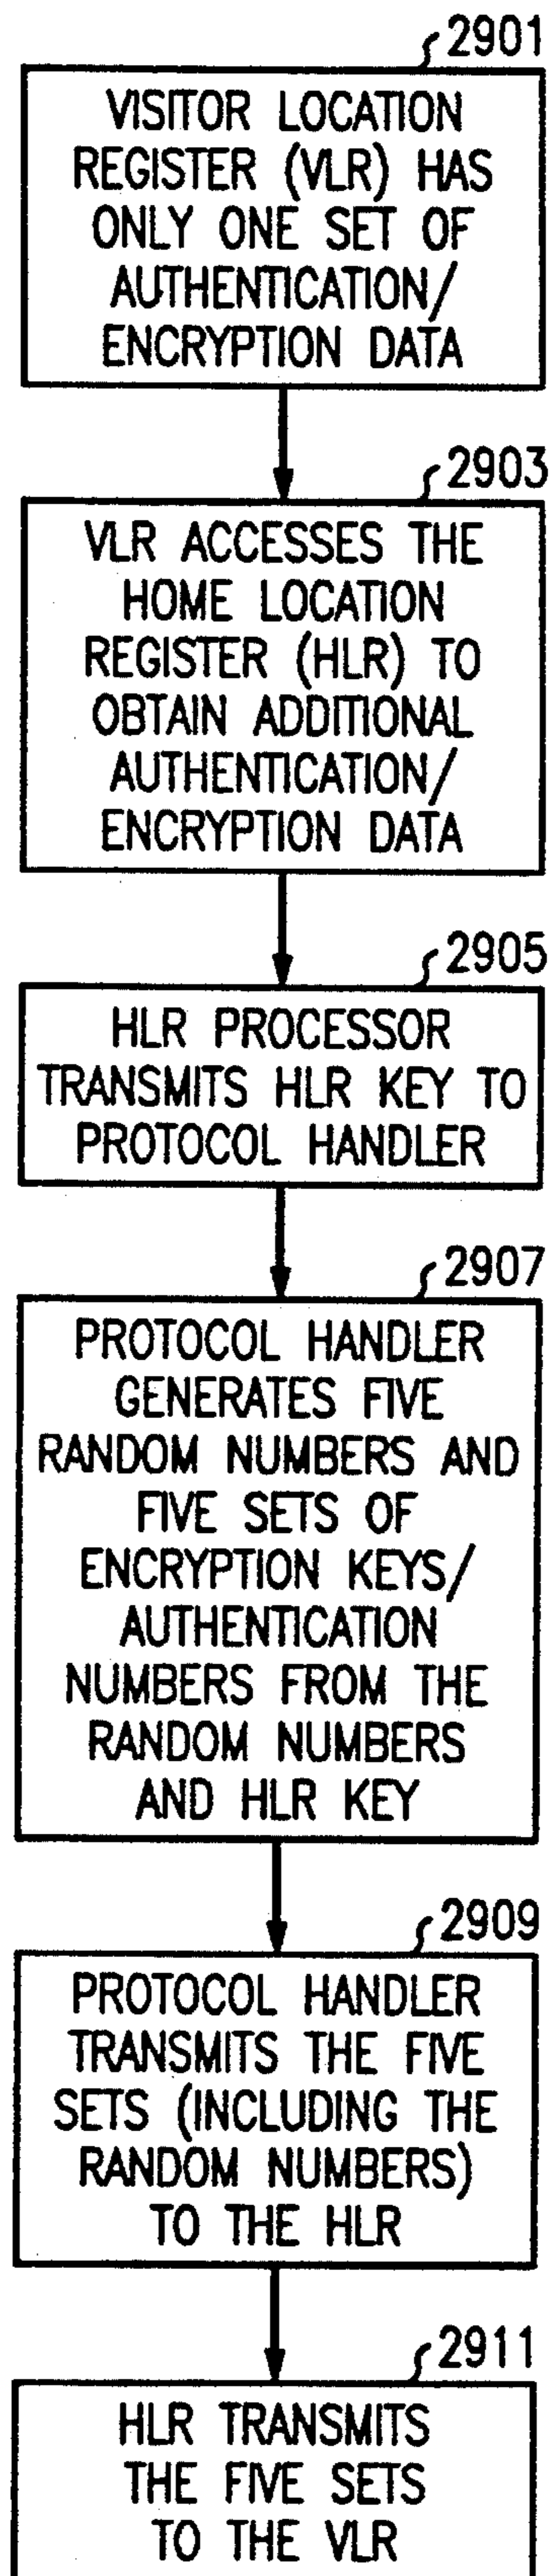 2901
VISITOR LOCATION
REGISTER (VLR) HAS
ONLY ONE SET OF
AUTHENTICATION/
ENCRYPTION DATA
2903
VLR ACCESSES THE
HOME LOCATION
REGISTER (HLR) TO
OBTAIN ADDITIONAL
AUTHENTICATION/
ENCRYPTION DATA
2905
HLR PROCESSOR
TRANSMITS HLR KEY TO
PROTOCOL HANDLER
2907
PROTOCOL HANDLER
GENERATES FIVE
RANDOM NUMBERS AND
FIVE SETS OF
ENCRYPTION KEYS/
AUTHENTICATION
NUMBERS FROM THE
RANDOM NUMBERS
AND HLR KEY
2909
PROTOCOL HANDLER
TRANSMITS THE FIVE
SETS (INCLUDING THE
RANDOM NUMBERS)
TO THE HLR
2911
HLR TRANSMITS
THE FIVE SETS
TO THE VLR